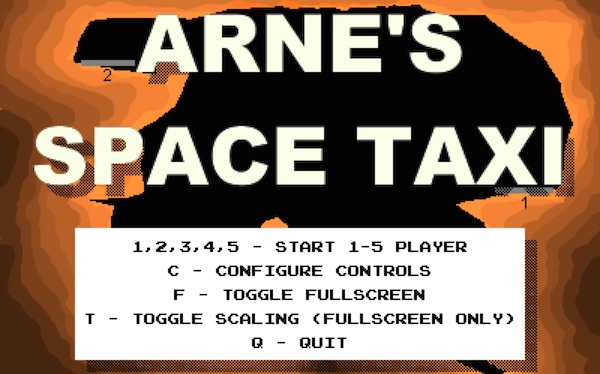 ARNE'S
2
SPACE TAXI
1
1,2,3,4,5 - START 1-5 PLAYER
C - CONFIGURE CONTROLS
F - TOGGLE FULLSCREEN
T - TOGGLE SCALING (FULLSCREEN ONLY)
Q - QUIT